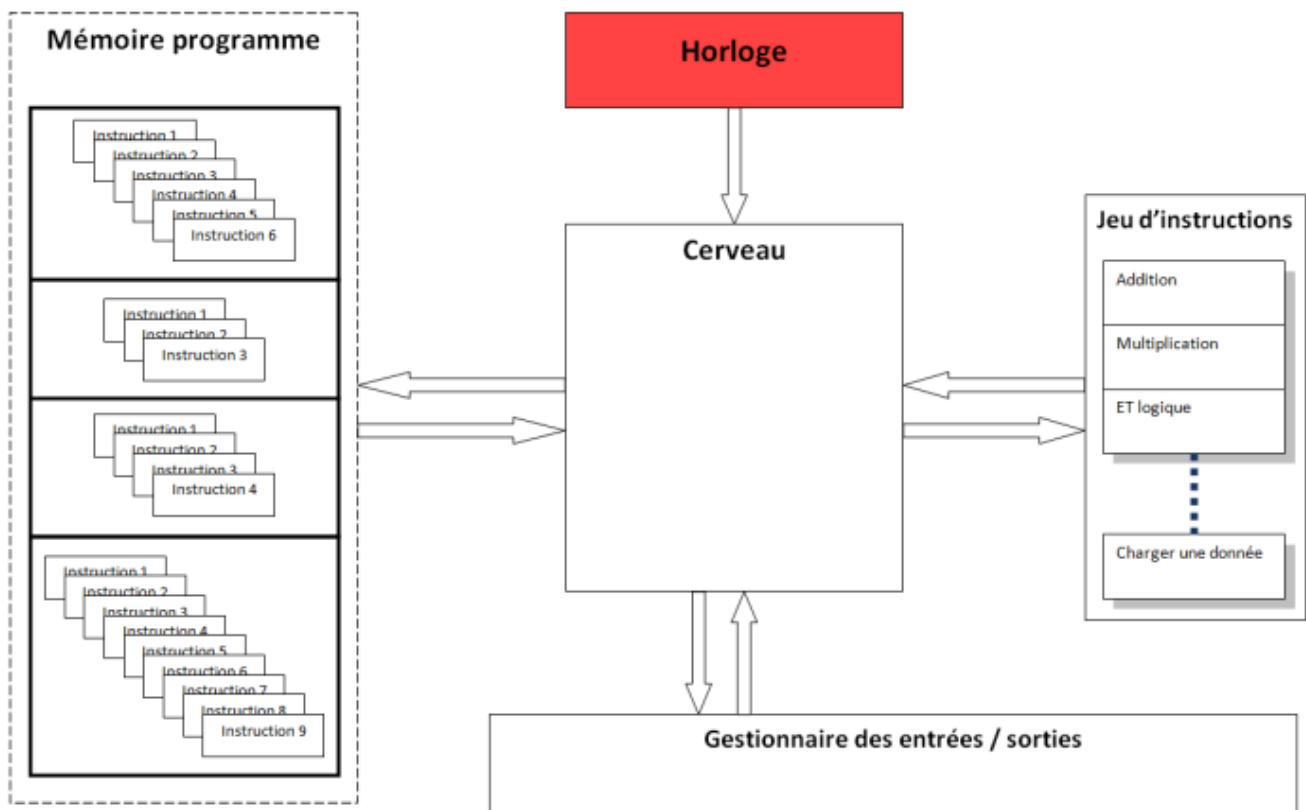 Mémoire programme
Instruction 1
Instruction 2
Instruction 3
Instruction 4
Instruction 5
Instruction 6
Instruction 1
Instruction 2
Instruction 3
Instruction 1
Instruction 2
Instruction 3
Instruction 4
Instruction 1
Instruction 2
Instruction 3
Instruction 4
Instruction 5
Instruction 6
Instruction 7
Instruction 8
Instruction 9
Horloge
Cerveau
Jeu d'instructions
Addition
Multiplication
ET logique
Charger une donnée
Gestionnaire des entrées / sorties